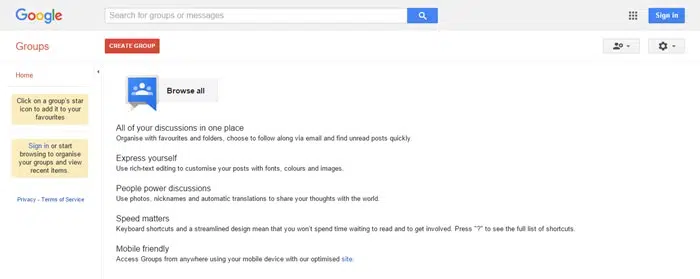 Google
Search for groups or messages
Sign in
Groups
CREATE GROUP
Home
Click on a group's star
icon to add it to your
favourites
Sign in or start
browsing to organise
your groups and view
recent items.
Privacy - Terms of Service
Browse all
All of your discussions in one place
Organise with favourites and folders, choose to follow along via email and find unread posts quickly.
Express yourself
Use rich-text editing to customise your posts with fonts, colours and images.
People power discussions
Use photos, nicknames and automatic translations to share your thoughts with the world.
Speed matters
Keyboard shortcuts and a streamlined design mean that you won't spend time waiting to read and to get involved. Press "?" to see the full list of shortcuts.
Mobile friendly
Access Groups from anywhere using your mobile device with our optimised site.